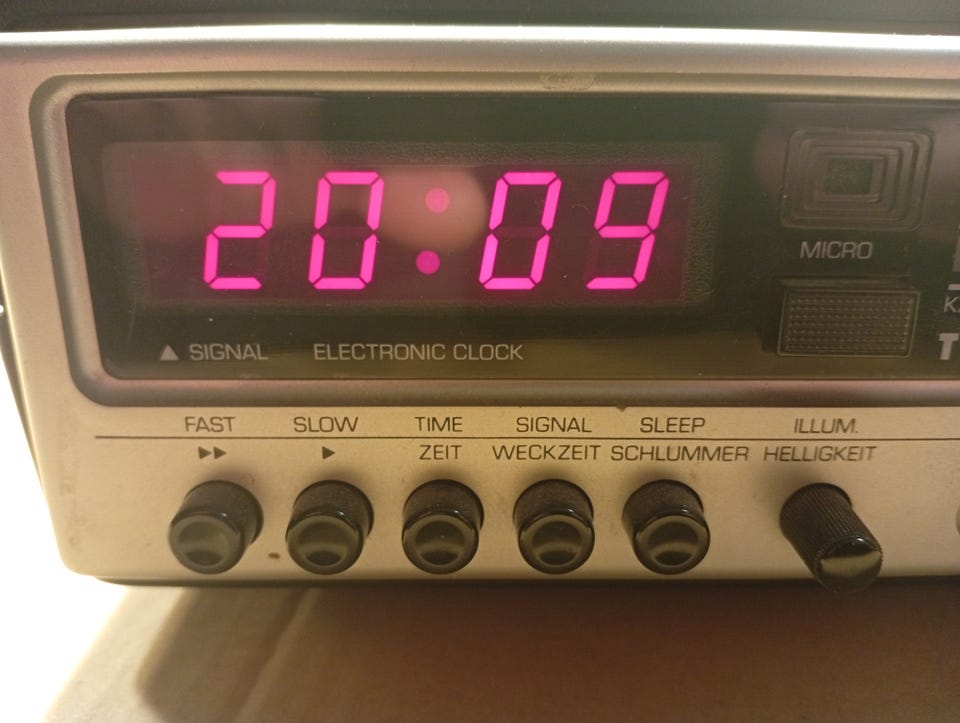 20:09
MICRO
▲ SIGNAL ELECTRONIC CLOCK
FAST SLOW TIME SIGNAL SLEEP ILLUM.
▶▶ ▶ ZEIT WECKZEIT SCHLUMMER HELLIGKEIT